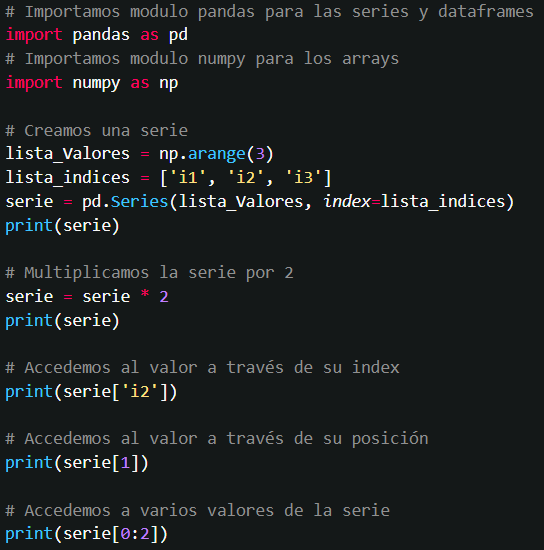 # Importamos modulo pandas para las series y dataframes
import pandas as pd
# Importamos modulo numpy para los arrays
import numpy as np
# Creamos una serie
lista_Valores = np.arange(3)
lista_indices = ['i1', 'i2', 'i3']
serie = pd.Series(lista_Valores, index=lista_indices)
print(serie)
# Multiplicamos la serie por 2
serie = serie * 2
print(serie)
# Accedemos al valor a través de su index
print(serie['i2'])
# Accedemos al valor a través de su posición
print(serie[1])
# Accedemos a varios valores de la serie
print(serie[0:2])